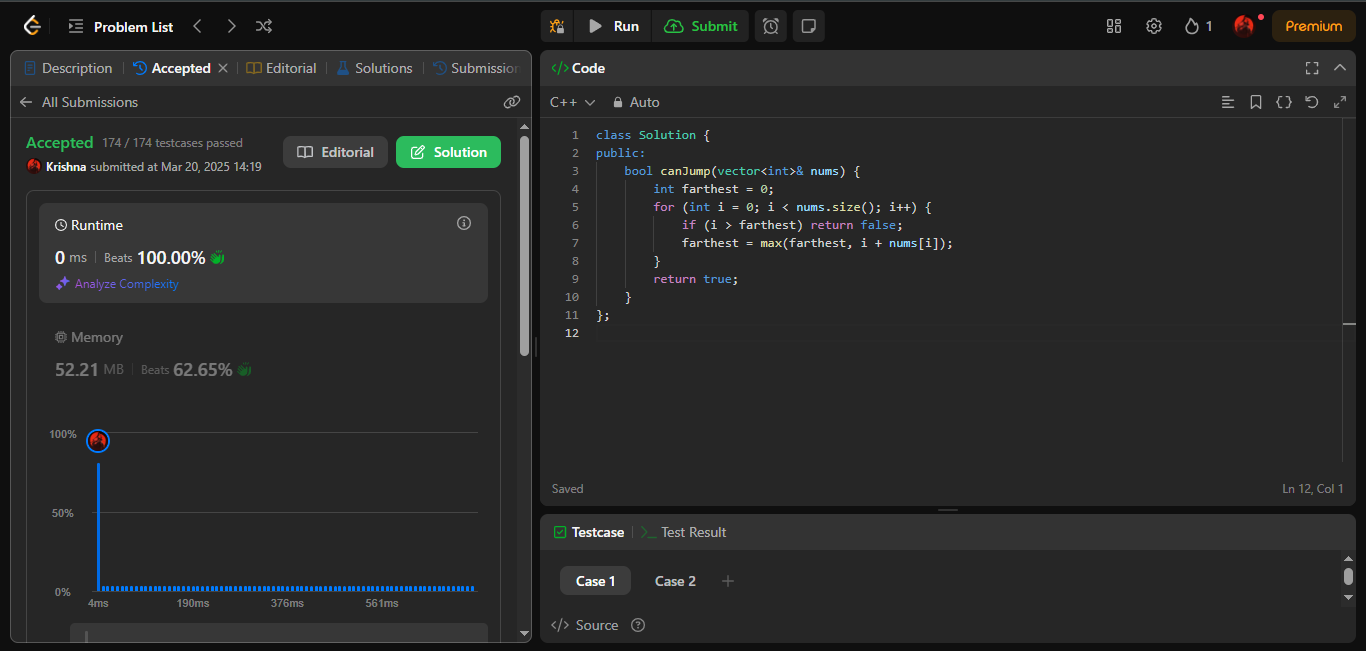 Problem List
Run
Submit
1
Premium
Description
Accepted
Editorial
Solutions
Submission
All Submissions
Accepted 174 / 174 testcases passed
Krishna submitted at Mar 20, 2025 14:19
Editorial
Solution
Runtime
0 ms Beats 100.00%
Analyze Complexity
Memory
52.21 MB Beats 62.65%
100%
50%
0%
4ms 190ms 376ms 561ms
</> Code
C++ Auto
1 class Solution {
2 public:
3 bool canJump(vector<int>& nums) {
4 int farthest = 0;
5 for (int i = 0; i < nums.size(); i++) {
6 if (i > farthest) return false;
7 farthest = max(farthest, i + nums[i]);
8 }
9 return true;
10 }
11 };
12
Saved
Ln 12, Col 1
Testcase
>_ Test Result
Case 1 Case 2 +
</> Source ?